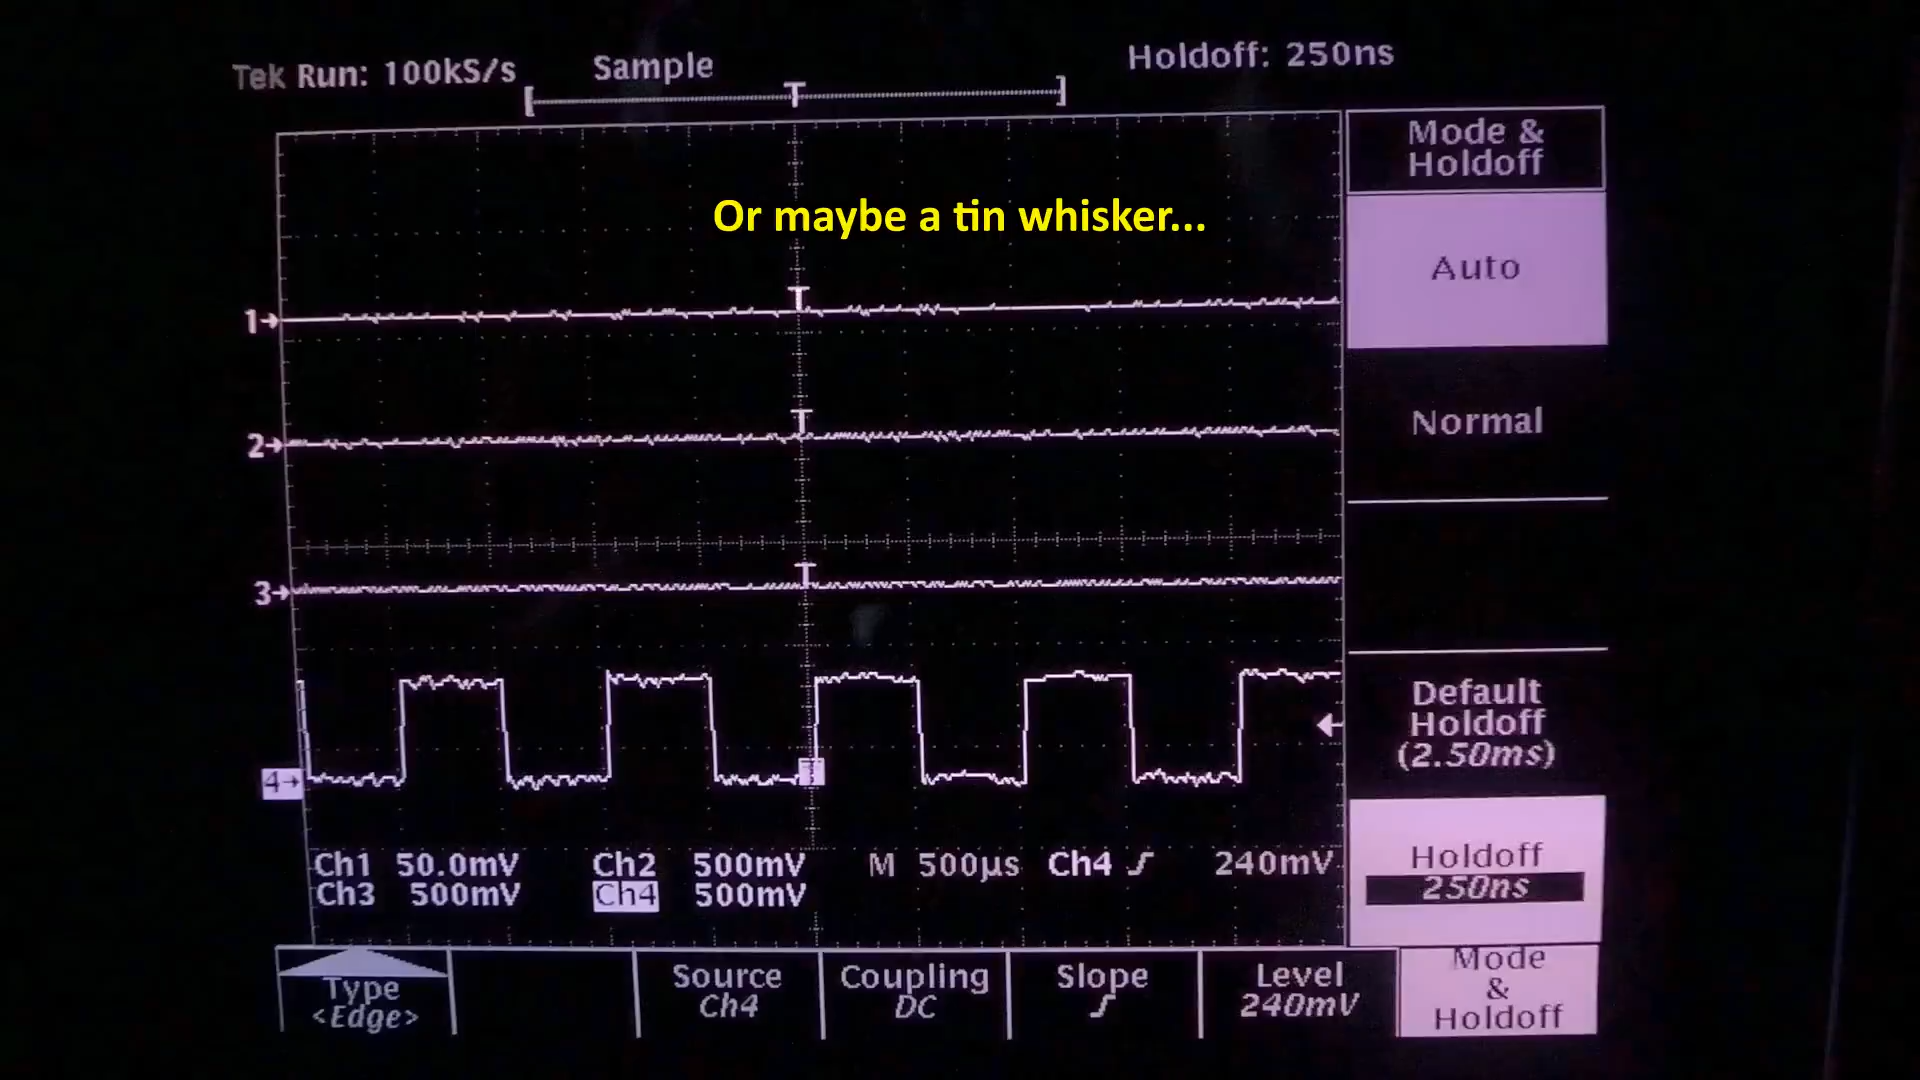 Tek Run: 100kS/s Sample Holdoff: 250ns
T
Mode &
Holdoff
Or maybe a tin whisker...
Auto
T
1
T
Normal
2
T
3
Default
Holdoff
(2.50ms)
4
T
Ch1 50.0mV Ch2 500mV M 500µs Ch4 240mV
Ch3 500mV Ch4 500mV
Holdoff
250ns
Type
<Edge>
Source
Ch4
Coupling
DC
Slope
Level
240mV
Mode
&
Holdoff